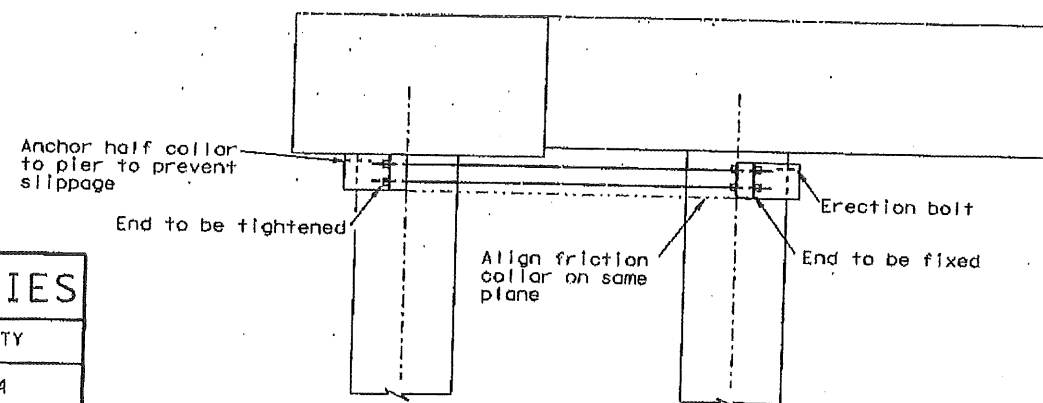 Anchor half collar
to pier to prevent
slippage
End to be tightened
Align friction
collar on same
plane
Erection bolt
End to be fixed
IES
TY
A